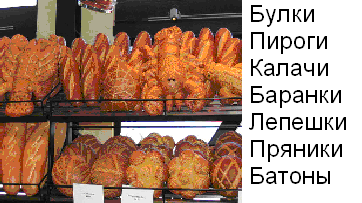 Булки
Пироги
Калачи
Баранки
Лепешки
Пряники
Батоны